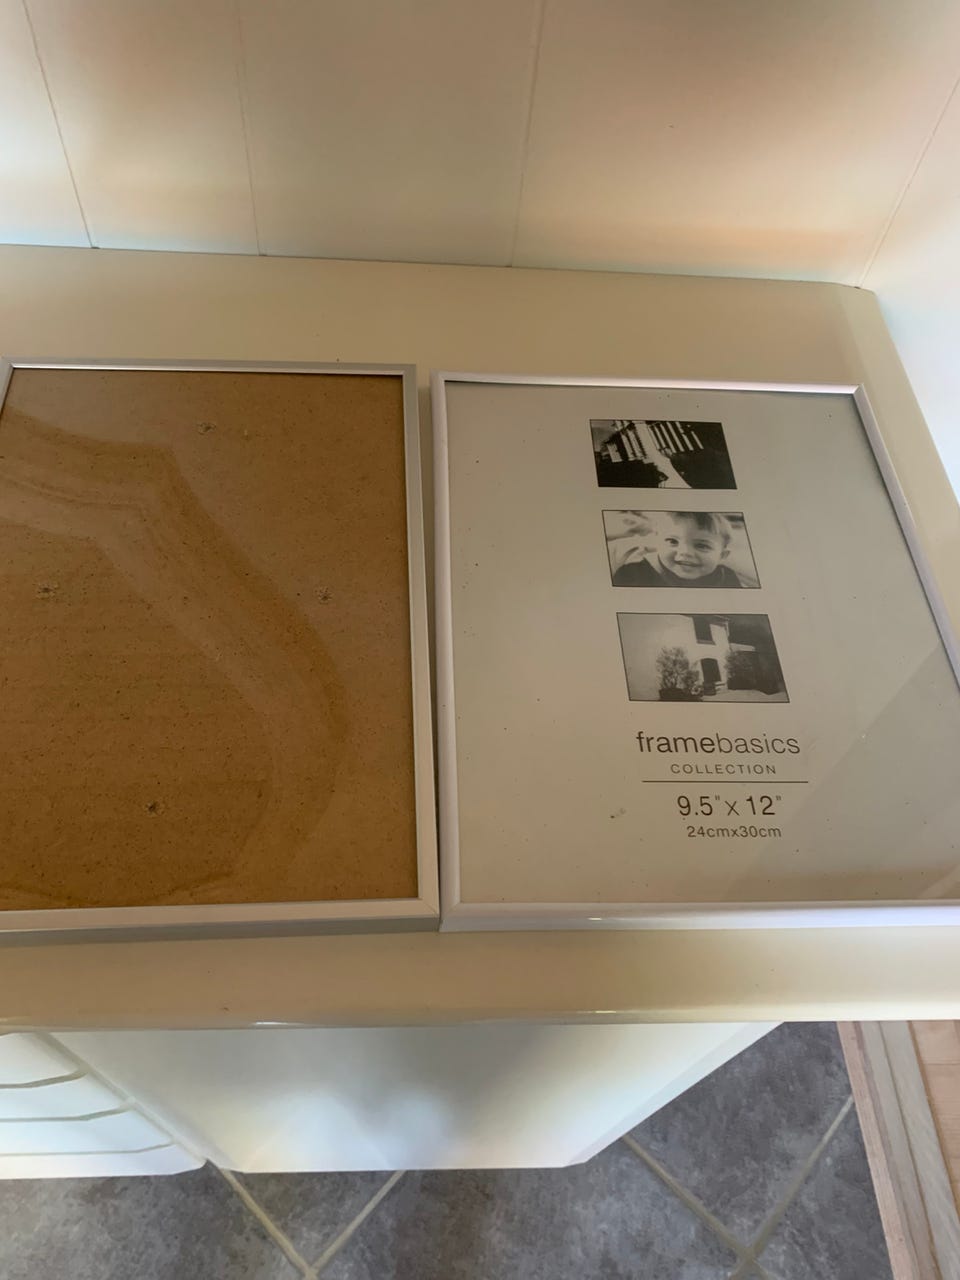 framebasics
COLLECTION
9.5" x 12"
24cmx30cm